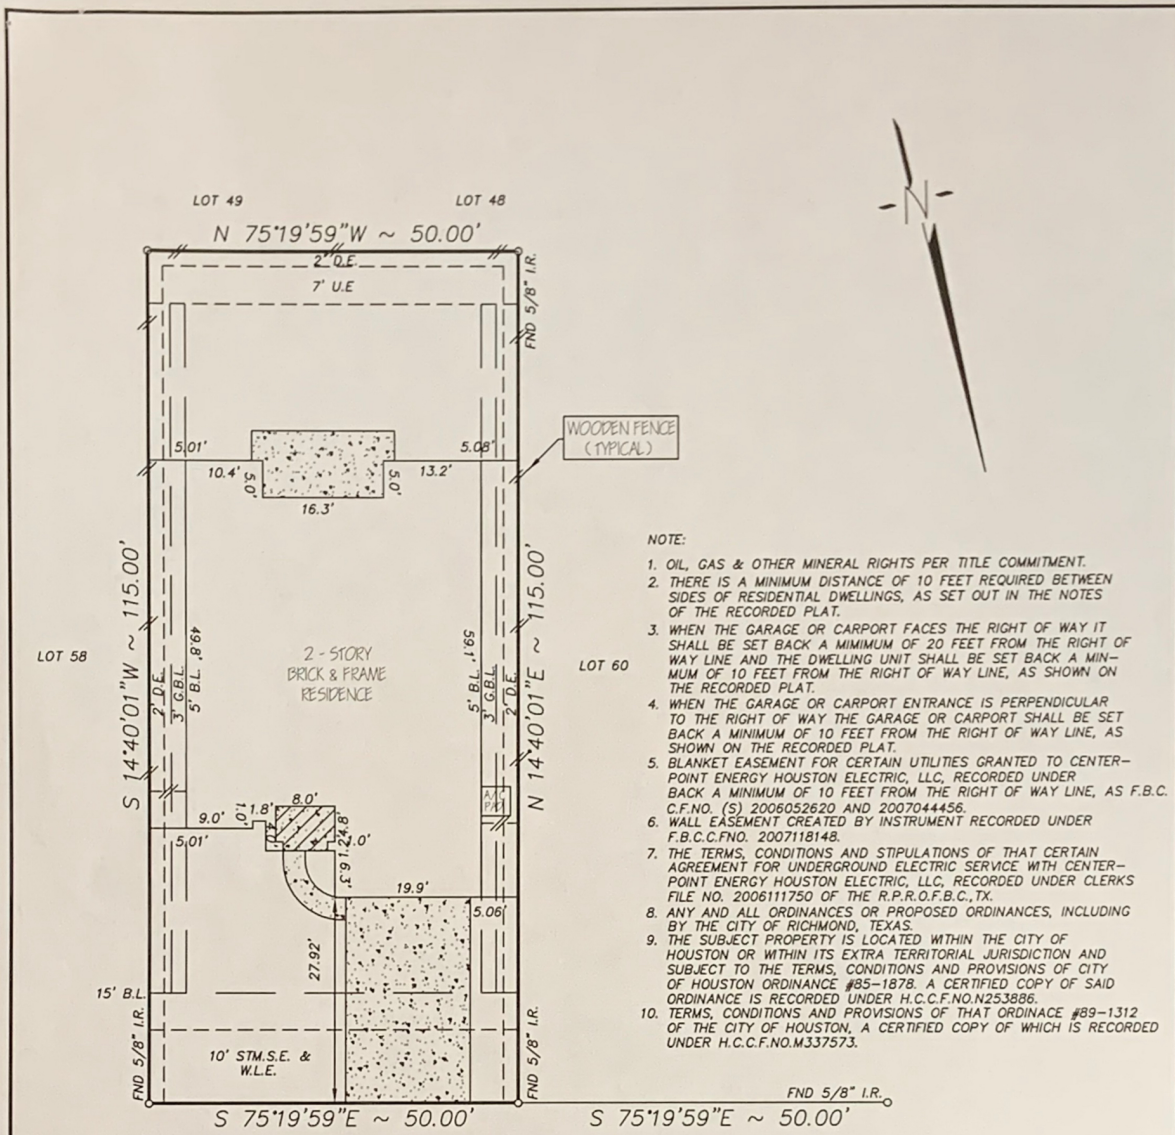 LOT 49
LOT 48
N 75°19'59"W ~ 50.00'
2' D.E.
7' U.E
FND 5/8" I.R.
N
WOODEN FENCE
(TYPICAL)
5.01'
5.08'
10.4'
5.0'
16.3'
5.0'
13.2'
S 14°40'01"W ~ 115.00'
N 14°40'01"E ~ 115.00'
LOT 58
2' D.E.
3' G.B.L.
5' B.L.
49.8'
2 - STORY
BRICK & FRAME
RESIDENCE
59.1'
5' B.L.
3' G.B.L.
2' D.E.
LOT 60
A/C
PAD
9.0'
1.0'
1.8'
8.0'
4.8'
1.2'
1.0'
6.3'
5.01'
19.9'
5.06'
27.92'
15' B.L.
FND 5/8" I.R.
10' STM.S.E. &
W.L.E.
FND 5/8" I.R.
S 75°19'59"E ~ 50.00'
FND 5/8" I.R.
S 75°19'59"E ~ 50.00'
NOTE:
1. OIL, GAS & OTHER MINERAL RIGHTS PER TITLE COMMITMENT.
2. THERE IS A MINIMUM DISTANCE OF 10 FEET REQUIRED BETWEEN
SIDES OF RESIDENTIAL DWELLINGS, AS SET OUT IN THE NOTES
OF THE RECORDED PLAT.
3. WHEN THE GARAGE OR CARPORT FACES THE RIGHT OF WAY IT
SHALL BE SET BACK A MIMIMUM OF 20 FEET FROM THE RIGHT OF
WAY LINE AND THE DWELLING UNIT SHALL BE SET BACK A MIN-
MUM OF 10 FEET FROM THE RIGHT OF WAY LINE, AS SHOWN ON
THE RECORDED PLAT.
4. WHEN THE GARAGE OR CARPORT ENTRANCE IS PERPENDICULAR
TO THE RIGHT OF WAY THE GARAGE OR CARPORT SHALL BE SET
BACK A MINIMUM OF 10 FEET FROM THE RIGHT OF WAY LINE, AS
SHOWN ON THE RECORDED PLAT.
5. BLANKET EASEMENT FOR CERTAIN UTILITIES GRANTED TO CENTER-
POINT ENERGY HOUSTON ELECTRIC, LLC, RECORDED UNDER
BACK A MINIMUM OF 10 FEET FROM THE RIGHT OF WAY LINE, AS F.B.C.
C.F.NO. (S) 2006052620 AND 2007044456.
6. WALL EASEMENT CREATED BY INSTRUMENT RECORDED UNDER
F.B.C.C.FNO. 2007118148.
7. THE TERMS, CONDITIONS AND STIPULATIONS OF THAT CERTAIN
AGREEMENT FOR UNDERGROUND ELECTRIC SERVICE WITH CENTER-
POINT ENERGY HOUSTON ELECTRIC, LLC, RECORDED UNDER CLERKS
FILE NO. 2006111750 OF THE R.P.R.O.F.B.C.,TX.
8. ANY AND ALL ORDINANCES OR PROPOSED ORDINANCES, INCLUDING
BY THE CITY OF RICHMOND, TEXAS.
9. THE SUBJECT PROPERTY IS LOCATED WITHIN THE CITY OF
HOUSTON OR WITHIN ITS EXTRA TERRITORIAL JURISDICTION AND
SUBJECT TO THE TERMS, CONDITIONS AND PROVISIONS OF CITY
OF HOUSTON ORDINANCE #85-1878. A CERTIFIED COPY OF SAID
ORDINANCE IS RECORDED UNDER H.C.C.F.NO.N253886.
10. TERMS, CONDITIONS AND PROVISIONS OF THAT ORDINACE #89-1312
OF THE CITY OF HOUSTON, A CERTIFIED COPY OF WHICH IS RECORDED
UNDER H.C.C.F.NO.M337573.